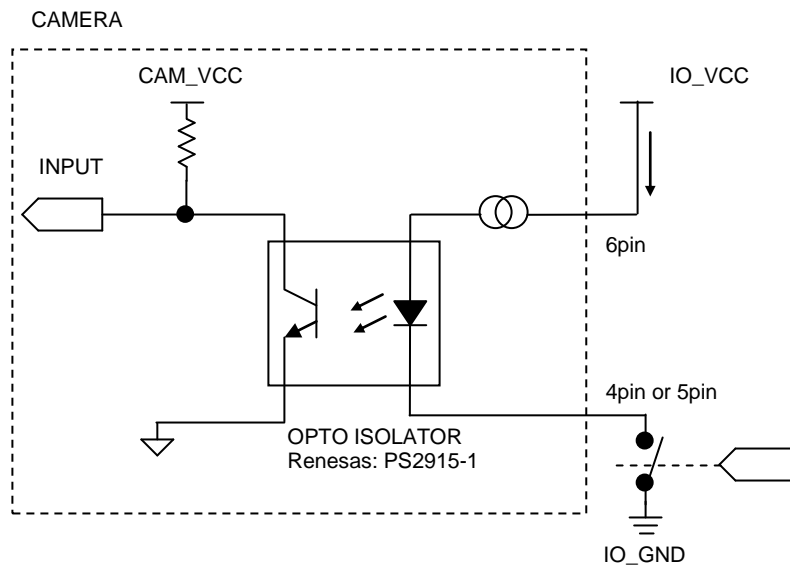 CAMERA
CAM_VCC
IO_VCC
INPUT
6pin
4pin or 5pin
OPTO ISOLATOR
Renesas: PS2915-1
IO_GND